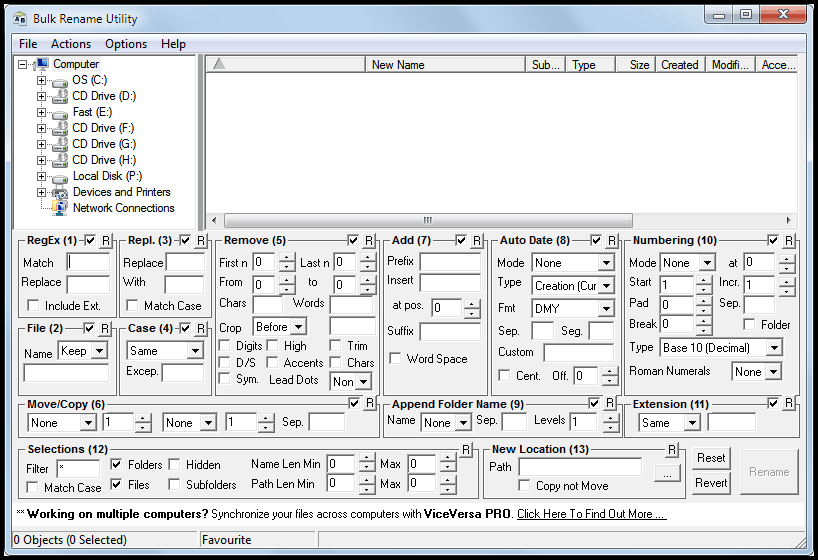 Bulk Rename Utility
File Actions Options Help
Computer
OS (C:)
CD Drive (D:)
Fast (E:)
CD Drive (F:)
CD Drive (G:)
CD Drive (H:)
Local Disk (P:)
Devices and Printers
Network Connections
New Name Sub... Type Size Created Modifi... Acce...
RegEx (1) R
Match
Replace
Include Ext.
Repl. (3) R
Replace
With
Match Case
Remove (5) R
First n 0 Last n 0
From 0 to 0
Chars Words
Crop Before
Digits High Trim
D/S Accents Chars
Sym. Lead Dots Non
Add (7) R
Prefix
Insert
at pos. 0
Suffix
Word Space
Auto Date (8) R
Mode None
Type Creation (Cur
Fmt DMY
Sep. Seg.
Custom
Cent. Off. 0
Numbering (10) R
Mode None at 0
Start 1 Incr. 1
Pad 0 Sep.
Break 0 Folder
Type Base 10 (Decimal)
Roman Numerals None
File (2) R
Name Keep
Case (4) R
Same
Excep.
Move/Copy (6) R
None 1 None 1 Sep.
Append Folder Name (9) R
Name None Sep. Levels 1
Extension (11) R
Same
Selections (12) R
Filter * Folders Hidden Name Len Min 0 Max 0
Match Case Files Subfolders Path Len Min 0 Max 0
New Location (13) R
Path ...
Copy not Move
Reset
Revert
Rename
** Working on multiple computers? Synchronize your files across computers with ViceVersa PRO. Click Here To Find Out More ...
0 Objects (0 Selected) Favourite